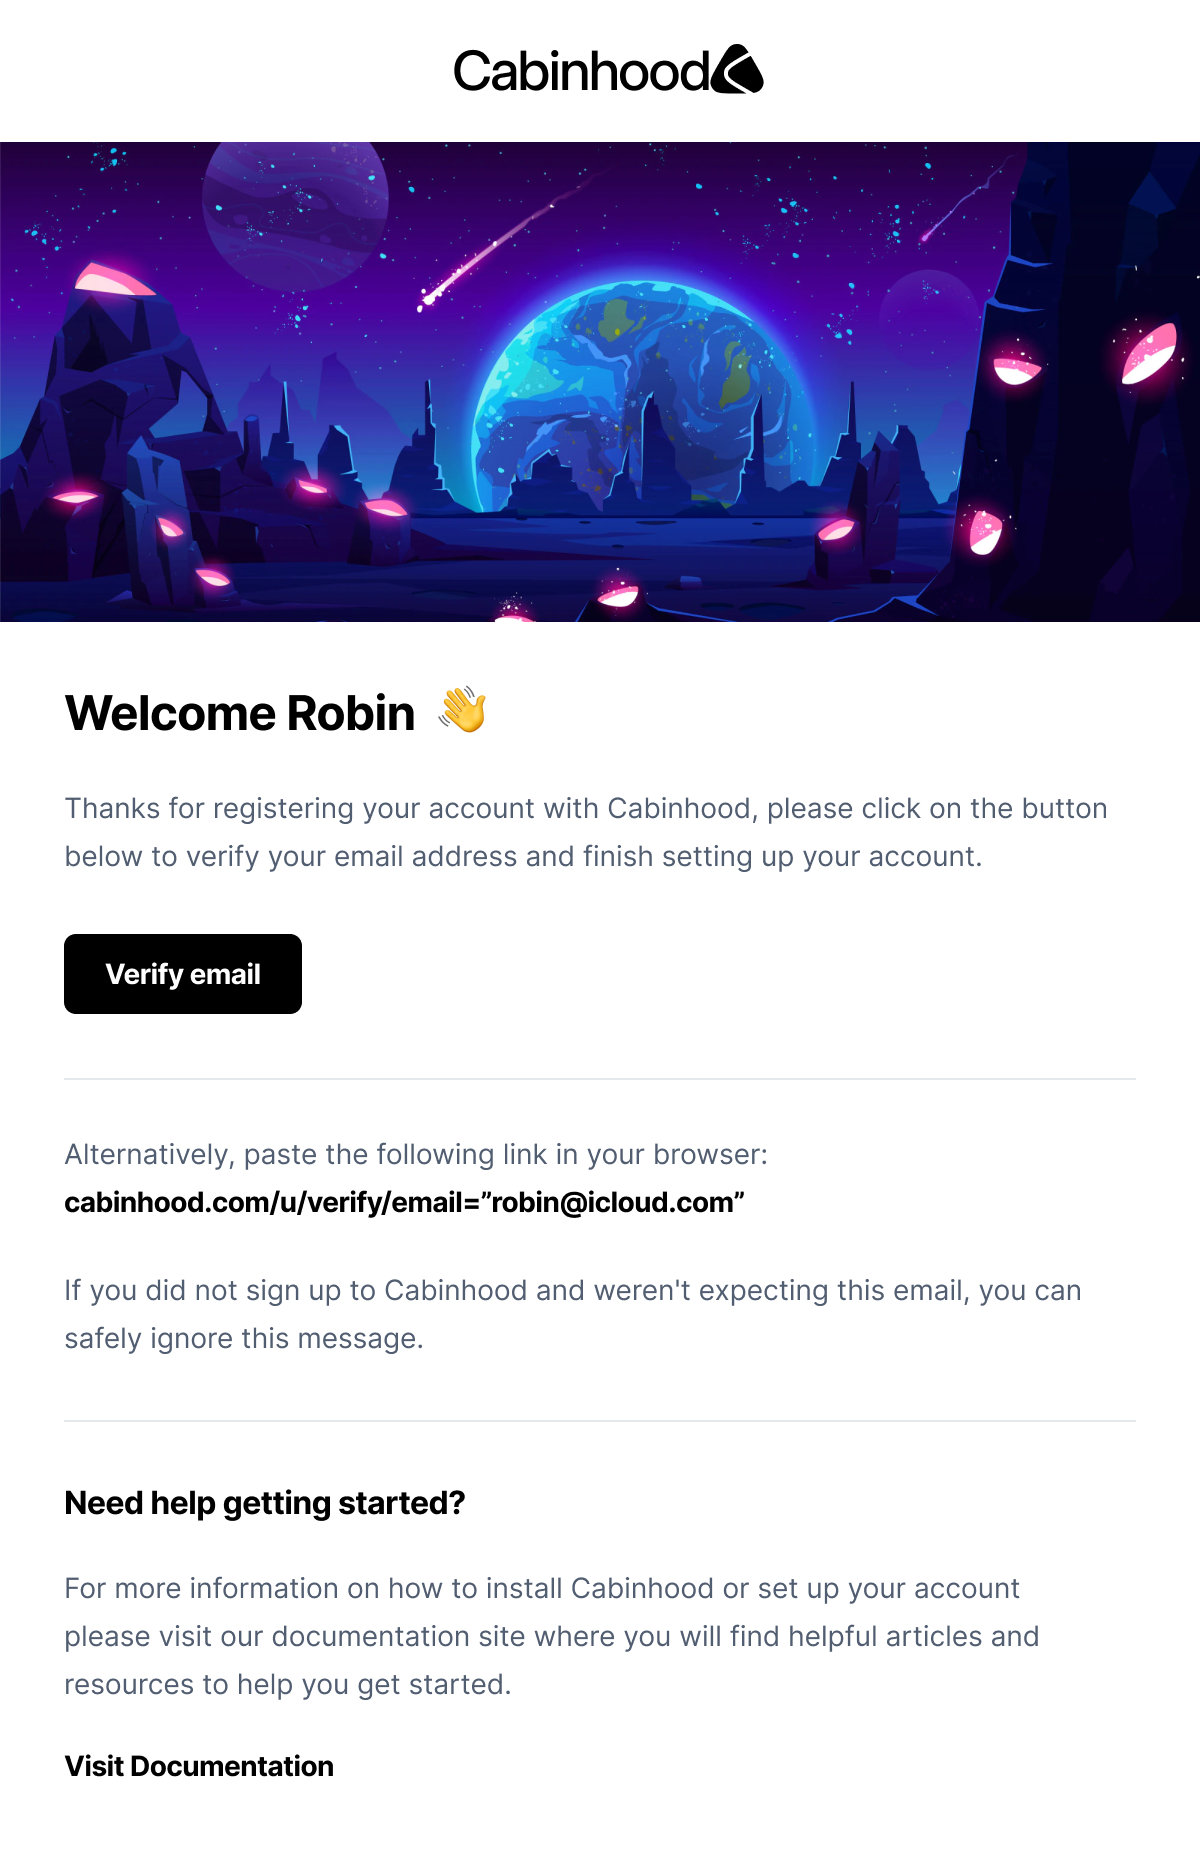 Cabinhood
Welcome Robin 👋
Thanks for registering your account with Cabinhood, please click on the button
below to verify your email address and finish setting up your account.
Verify email
Alternatively, paste the following link in your browser:
cabinhood.com/u/verify/email=”robin@icloud.com”
If you did not sign up to Cabinhood and weren't expecting this email, you can
safely ignore this message.
Need help getting started?
For more information on how to install Cabinhood or set up your account
please visit our documentation site where you will find helpful articles and
resources to help you get started.
Visit Documentation